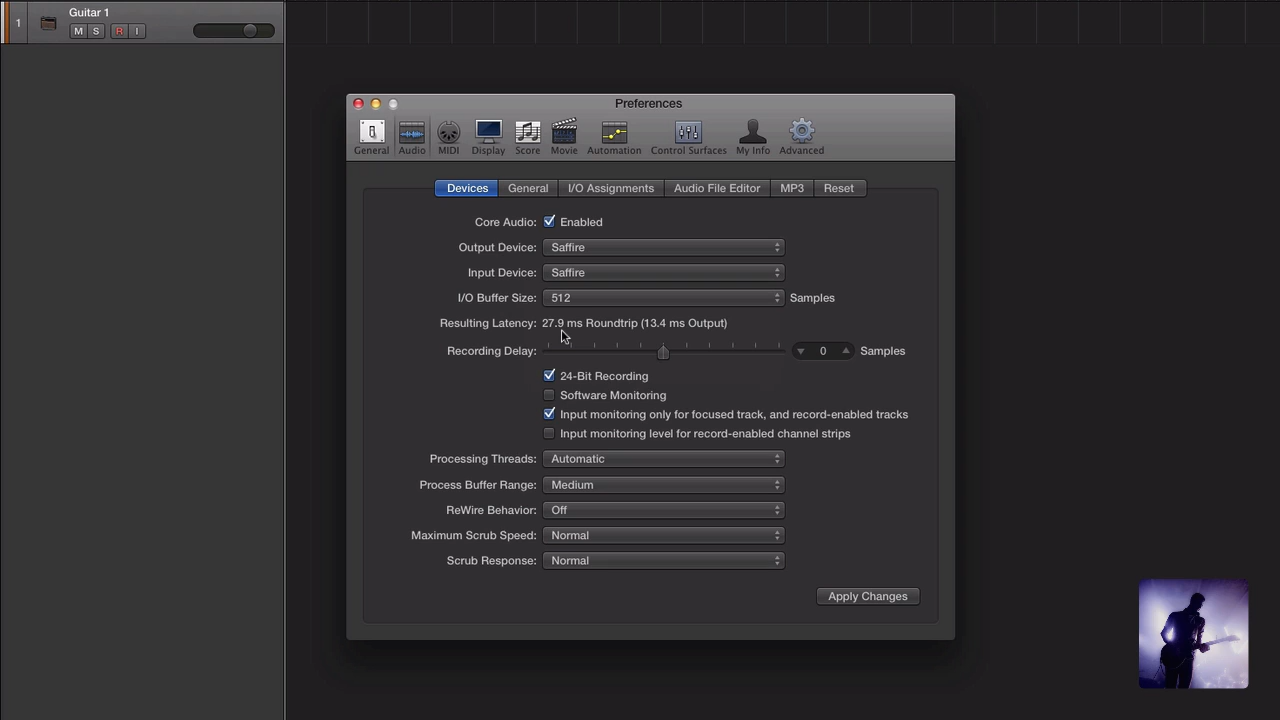 1
Guitar 1
M S R I
Preferences
General Audio MIDI Display Score Movie Automation Control Surfaces My Info Advanced
Devices General I/O Assignments Audio File Editor MP3 Reset
Core Audio: Enabled
Output Device: Saffire
Input Device: Saffire
I/O Buffer Size: 512 Samples
Resulting Latency: 27.9 ms Roundtrip (13.4 ms Output)
Recording Delay: 0 Samples
24-Bit Recording
Software Monitoring
Input monitoring only for focused track, and record-enabled tracks
Input monitoring level for record-enabled channel strips
Processing Threads: Automatic
Process Buffer Range: Medium
ReWire Behavior: Off
Maximum Scrub Speed: Normal
Scrub Response: Normal
Apply Changes